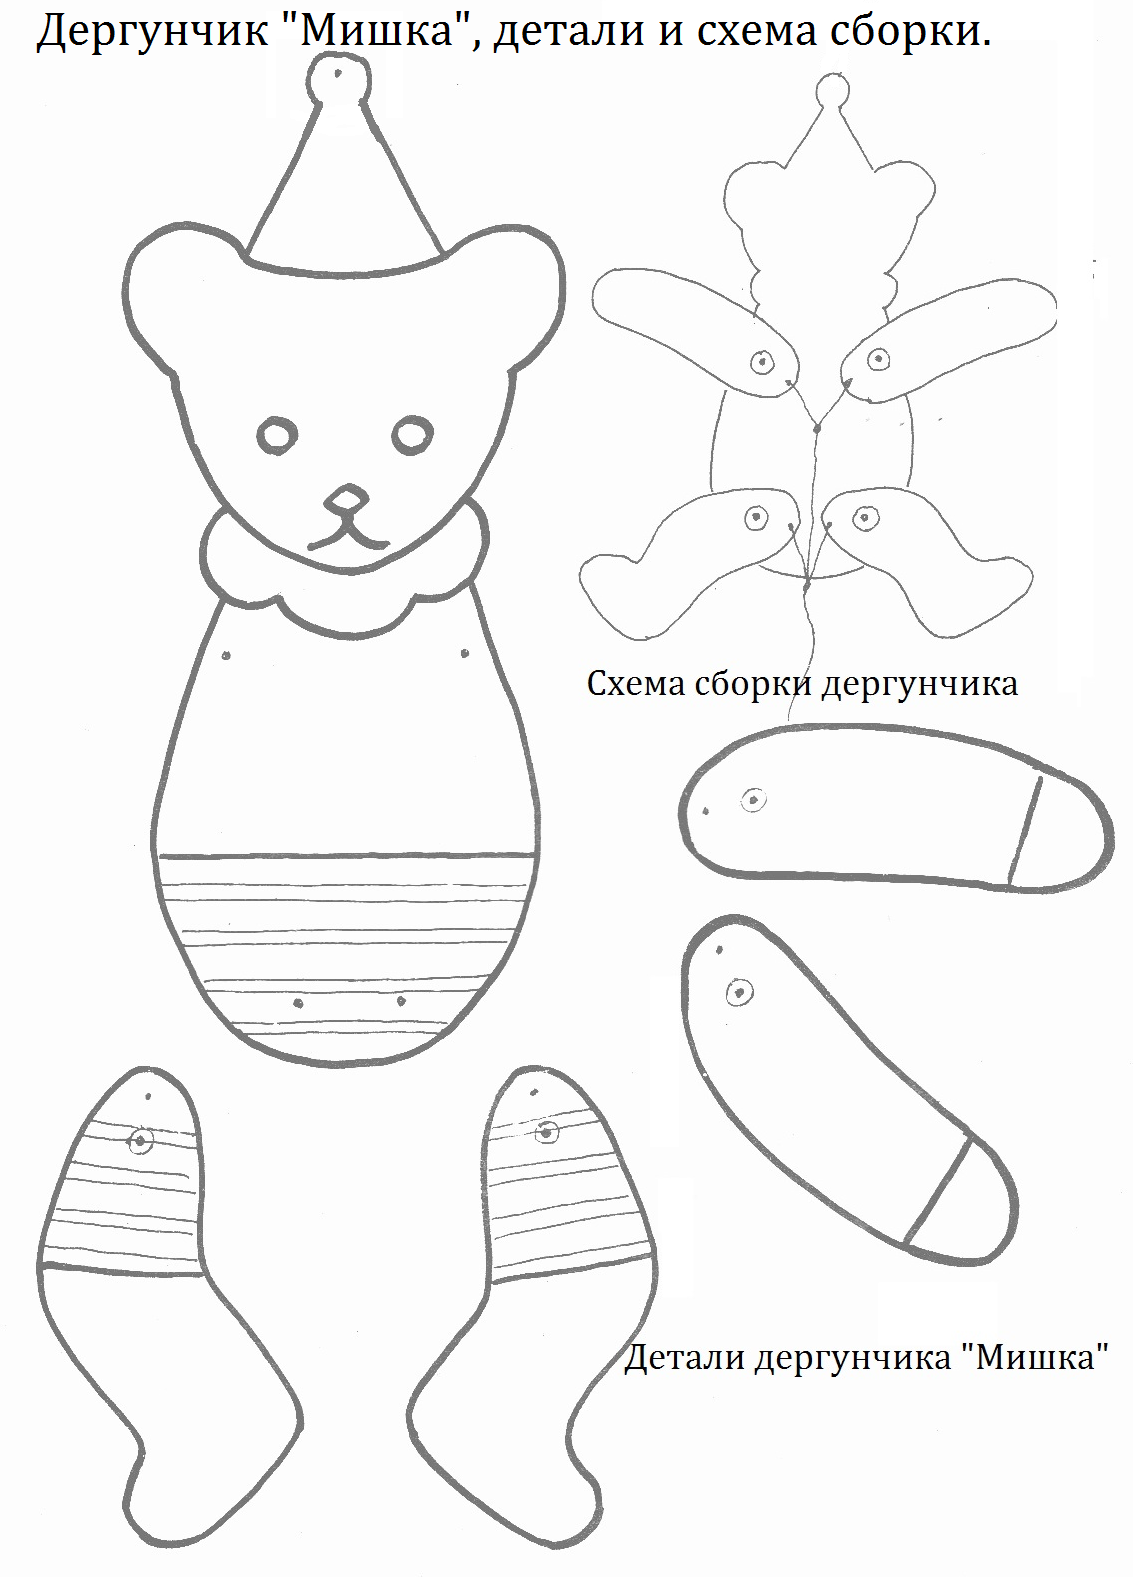 Дергунчик "Мишка", детали и схема сборки.
Схема сборки дергунчика
Детали дергунчика "Мишка"